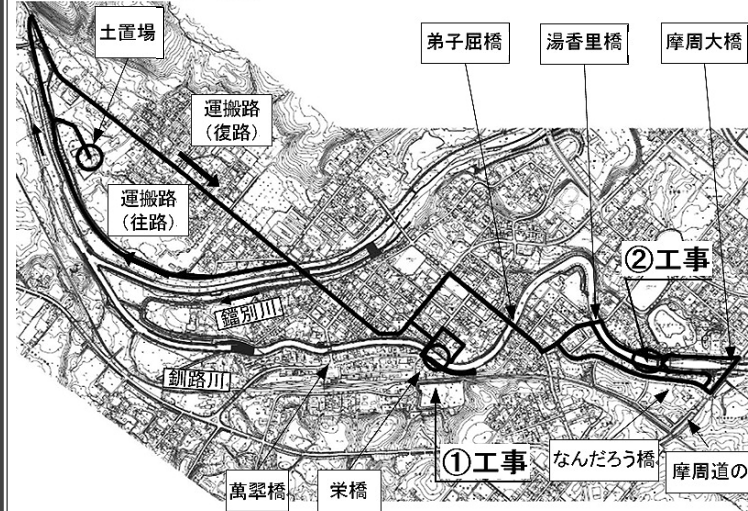 土置場
弟子屈橋
湯香里橋
摩周大橋
運搬路
(復路)
運搬路
(往路)
②工事
鐺別川
釧路川
①工事
なんだろう橋
摩周道の
萬翠橋
栄橋